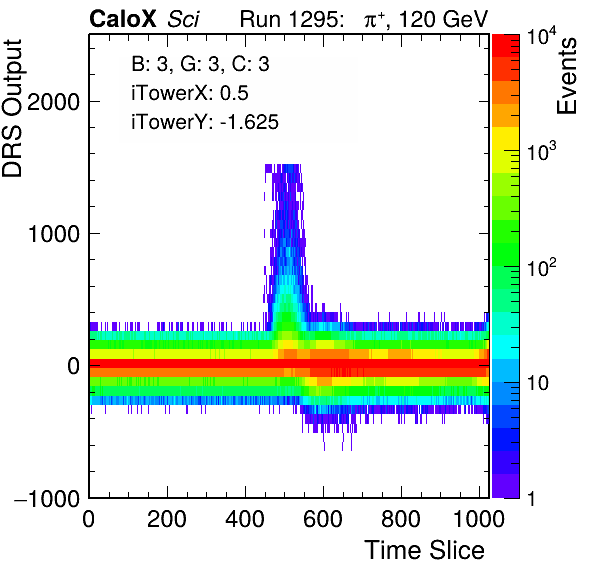 CaloX Sci Run 1295: π⁺, 120 GeV
B: 3, G: 3, C: 3
iTowerX: 0.5
iTowerY: -1.625
DRS Output
2000
1000
0
−1000
0 200 400 600 800 1000
Time Slice
Events
10⁴
10³
10²
10
1